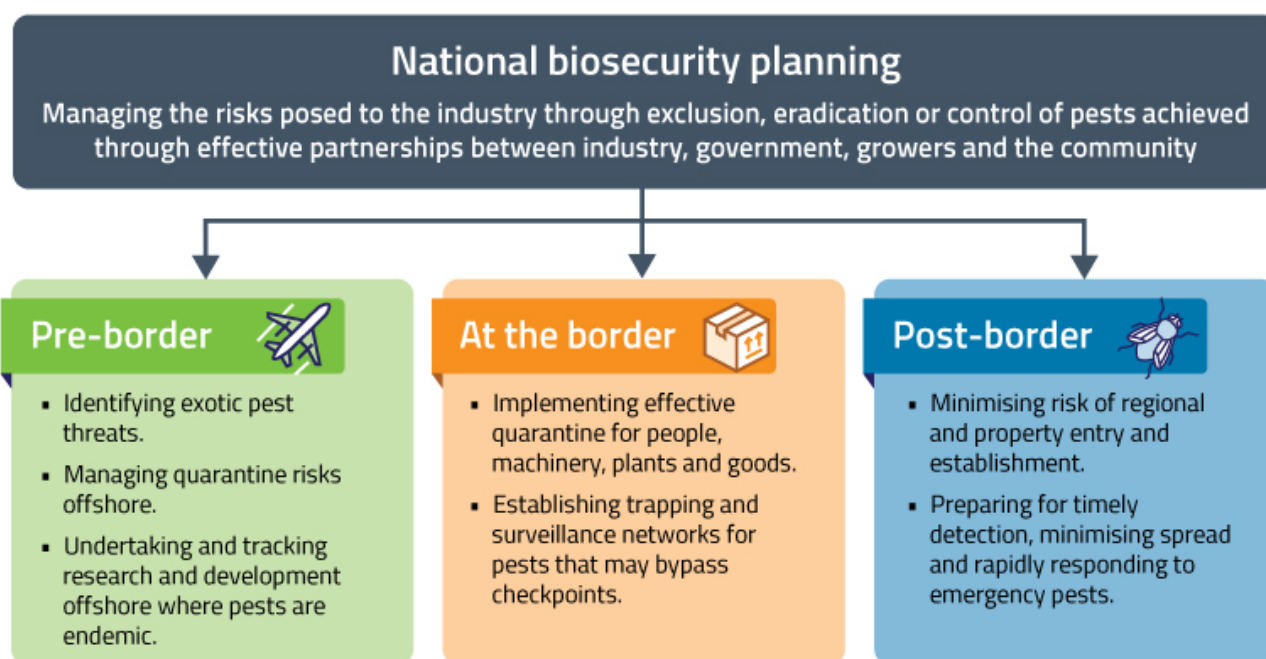 National biosecurity planning
Managing the risks posed to the industry through exclusion, eradication or control of pests achieved
through effective partnerships between industry, government, growers and the community
Pre-border
▪ Identifying exotic pest
threats.
▪ Managing quarantine risks
offshore.
▪ Undertaking and tracking
research and development
offshore where pests are
endemic.
At the border
▪ Implementing effective
quarantine for people,
machinery, plants and goods.
▪ Establishing trapping and
surveillance networks for
pests that may bypass
checkpoints.
Post-border
▪ Minimising risk of regional
and property entry and
establishment.
▪ Preparing for timely
detection, minimising spread
and rapidly responding to
emergency pests.